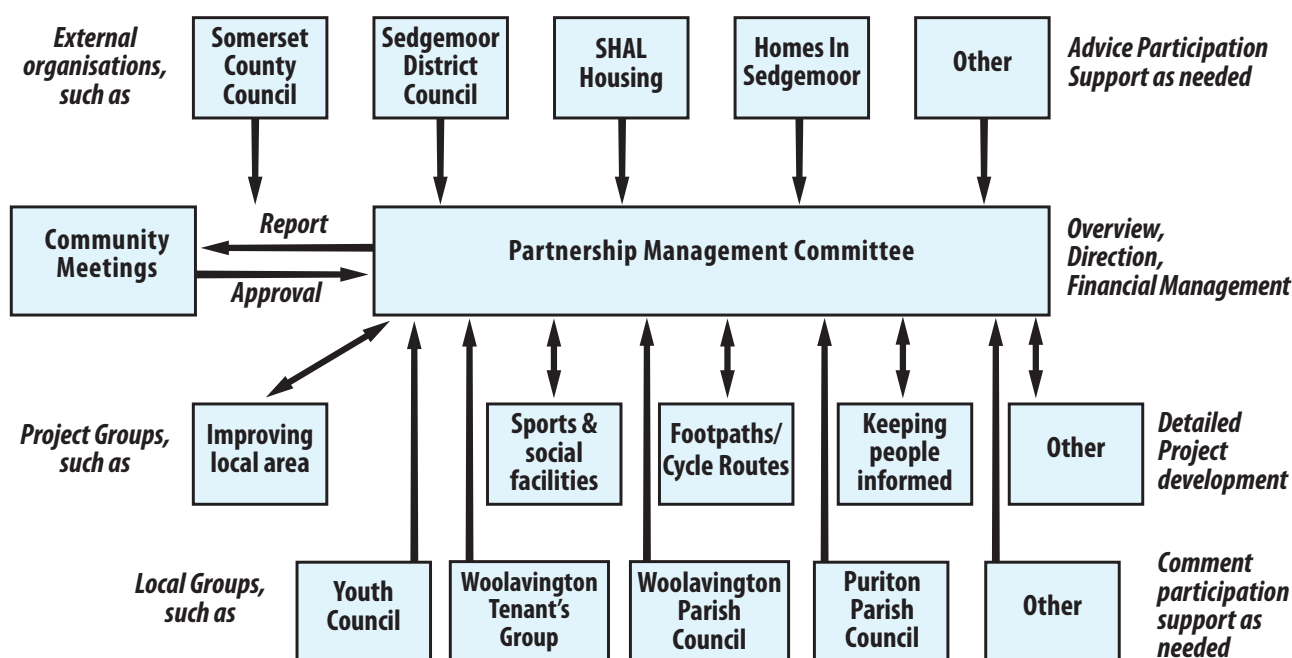 External
organisations,
such as
Somerset
County
Council
Sedgemoor
District
Council
SHAL
Housing
Homes In
Sedgemoor
Other
Advice Participation
Support as needed
Community
Meetings
Report
Approval
Partnership Management Committee
Overview,
Direction,
Financial Management
Project Groups,
such as
Improving
local area
Sports &
social
facilities
Footpaths/
Cycle Routes
Keeping
people
informed
Other
Detailed
Project
development
Local Groups,
such as
Youth
Council
Woolavington
Tenant's
Group
Woolavington
Parish
Council
Puriton
Parish
Council
Other
Comment
participation
support as
needed